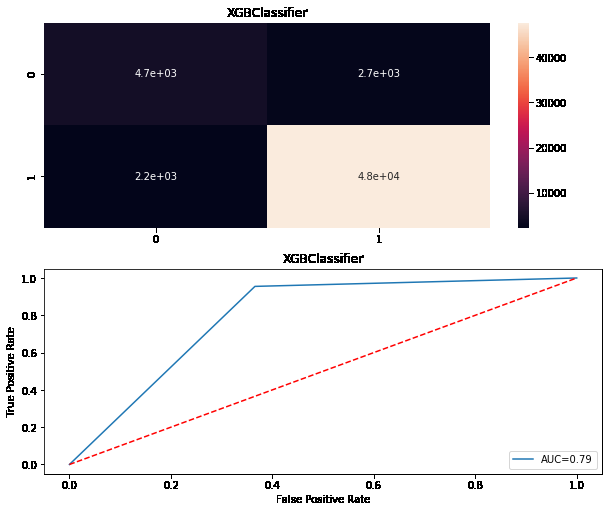 XGBClassifier
0
4.7e+03
2.7e+03
1
2.2e+03
4.8e+04
0
1
40000
30000
20000
10000
XGBClassifier
True Positive Rate
1.0
0.8
0.6
0.4
0.2
0.0
AUC=0.79
0.0
0.2
0.4
0.6
0.8
1.0
False Positive Rate